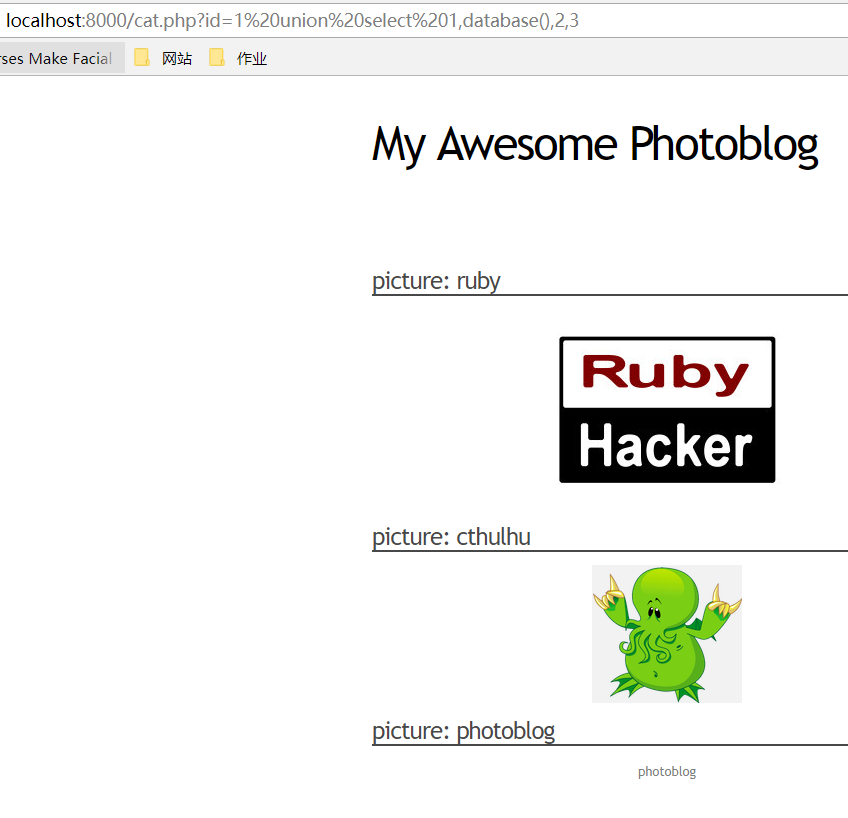 localhost:8000/cat.php?id=1%20union%20select%201,database(),2,3
rses Make Facial 网站 作业
My Awesome Photoblog
picture: ruby
Ruby
Hacker
picture: cthulhu
picture: photoblog
photoblog